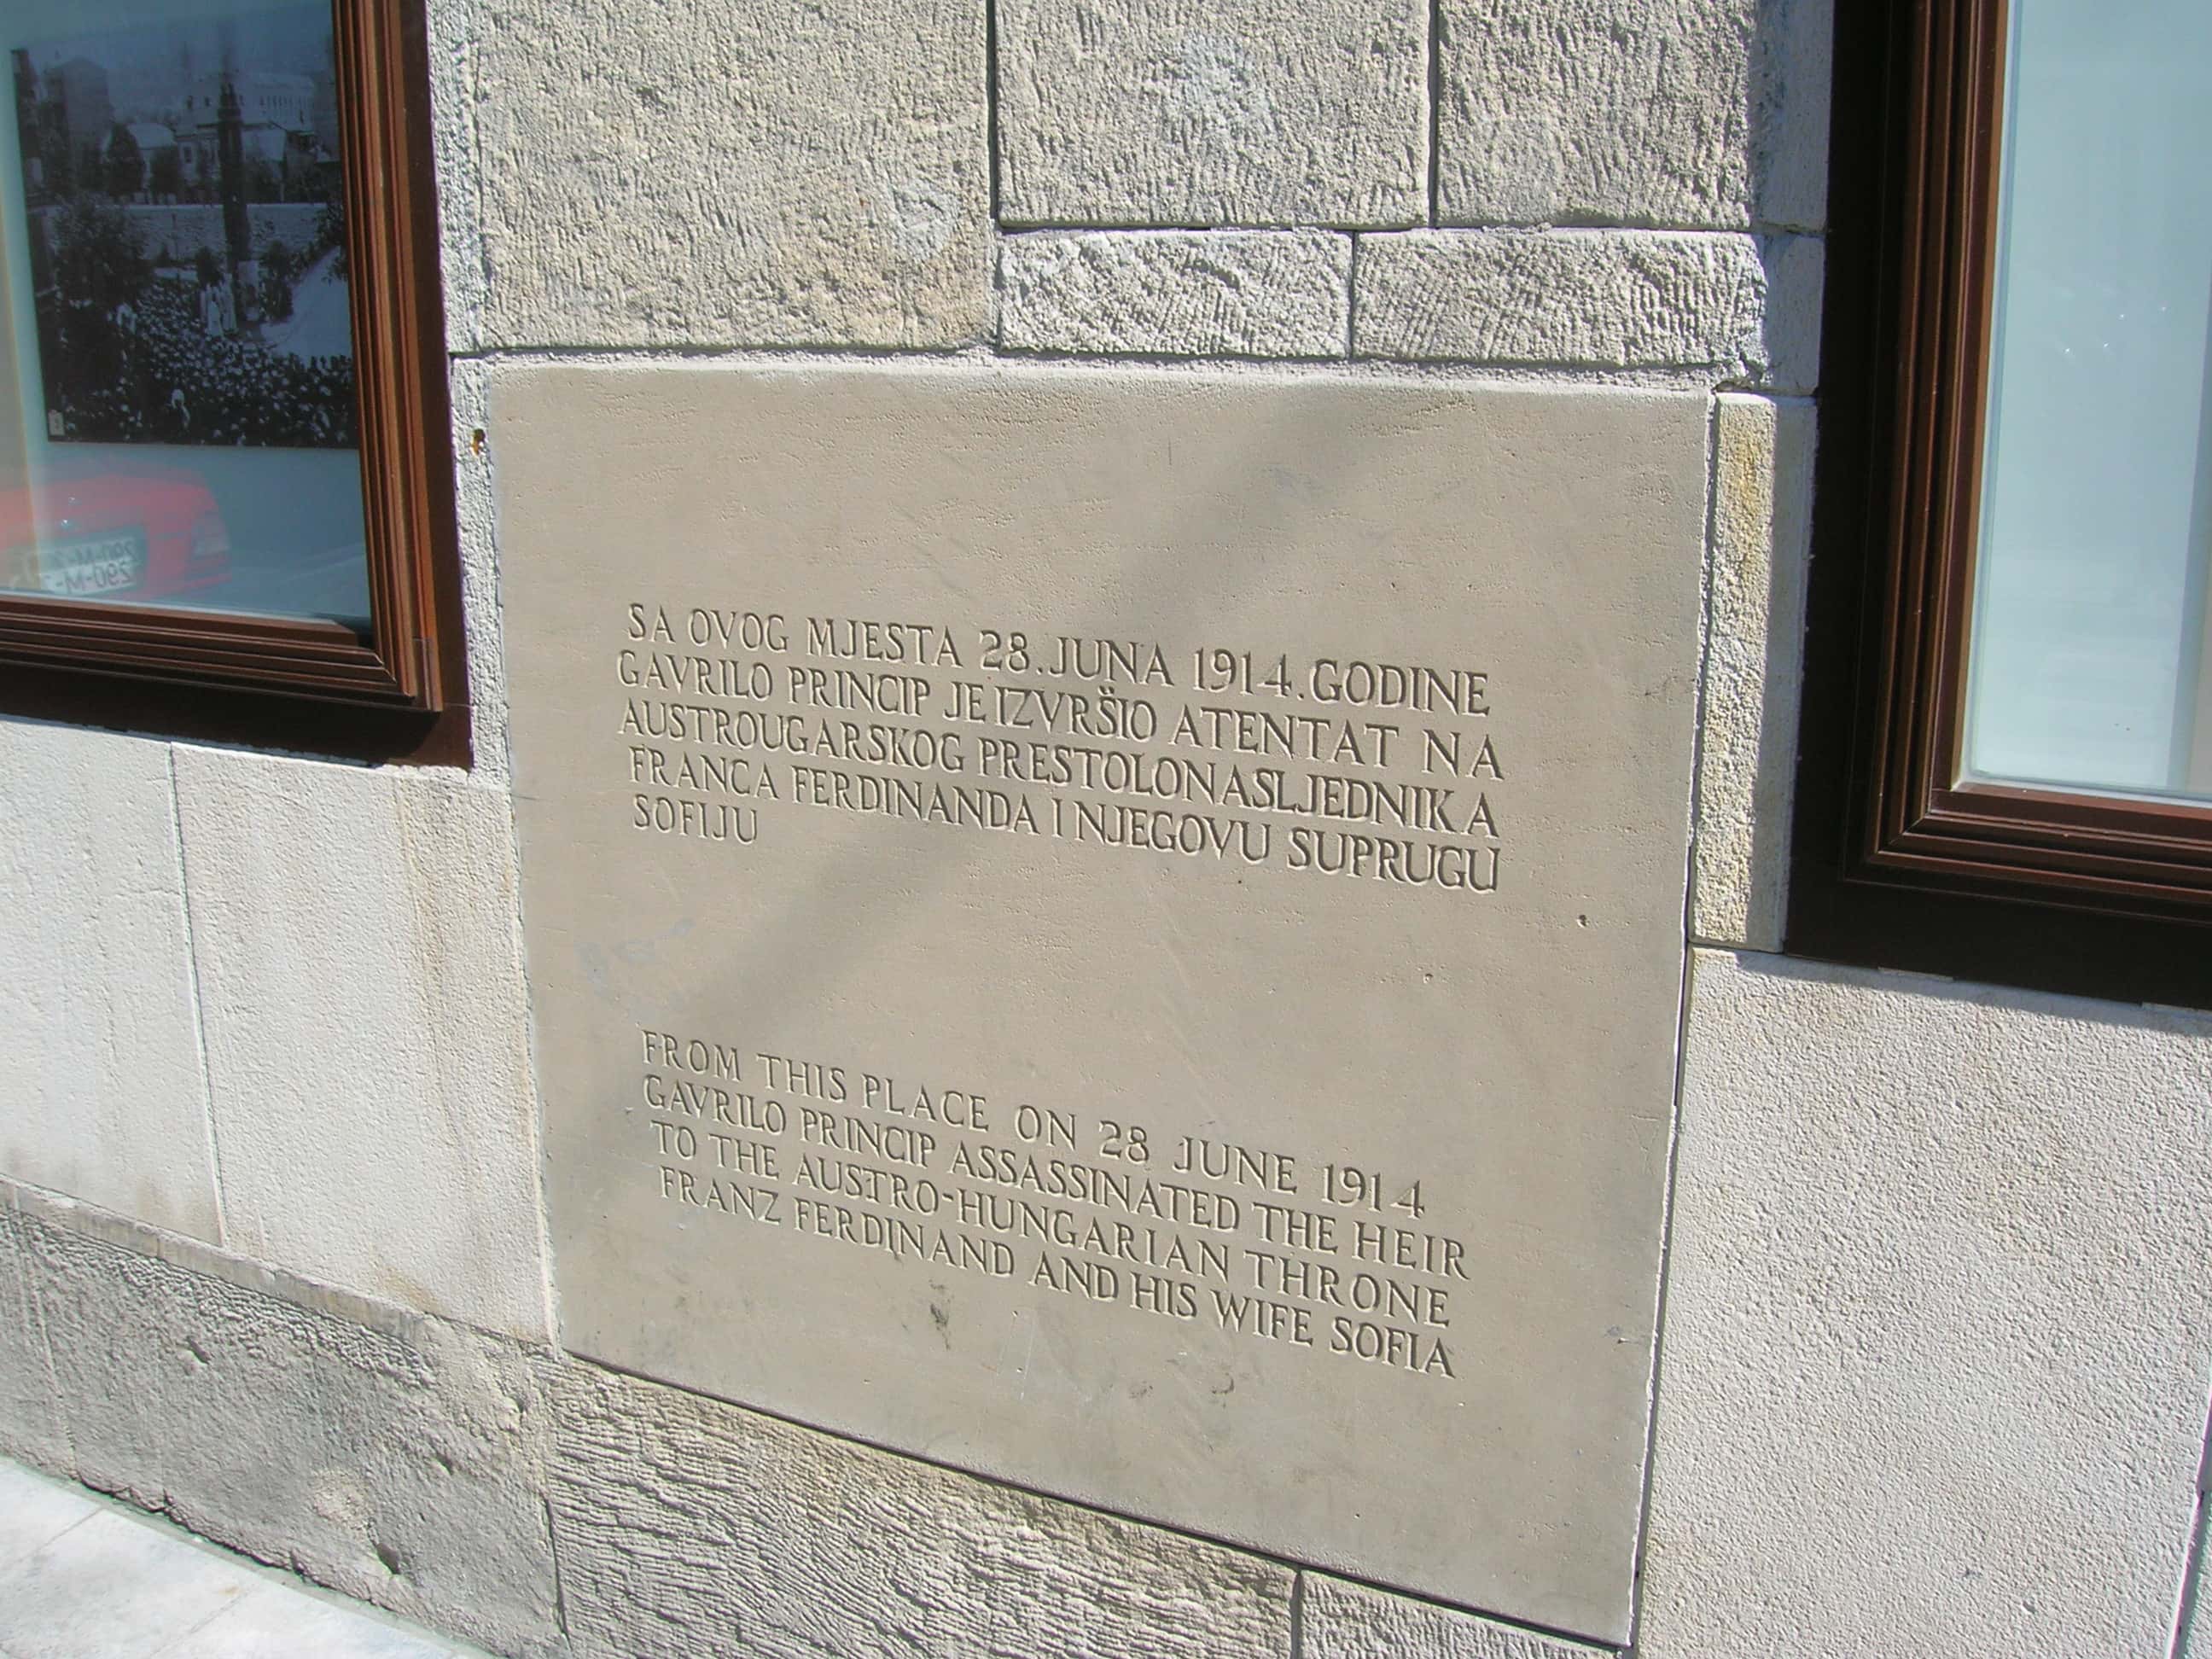 SA OVOG MJESTA 28. JUNA 1914. GODINE
GAVRILO PRINCIP JE IZVRŠIO ATENTAT NA
AUSTROUGARSKOG PRESTOLONASLJEDNIKA
FRANCA FERDINANDA I NJEGOVU SUPRUGU
SOFIJU
FROM THIS PLACE ON 28 JUNE 1914
GAVRILO PRINCIP ASSASSINATED THE HEIR
TO THE AUSTRO-HUNGARIAN THRONE
FRANZ FERDINAND AND HIS WIFE SOFIA